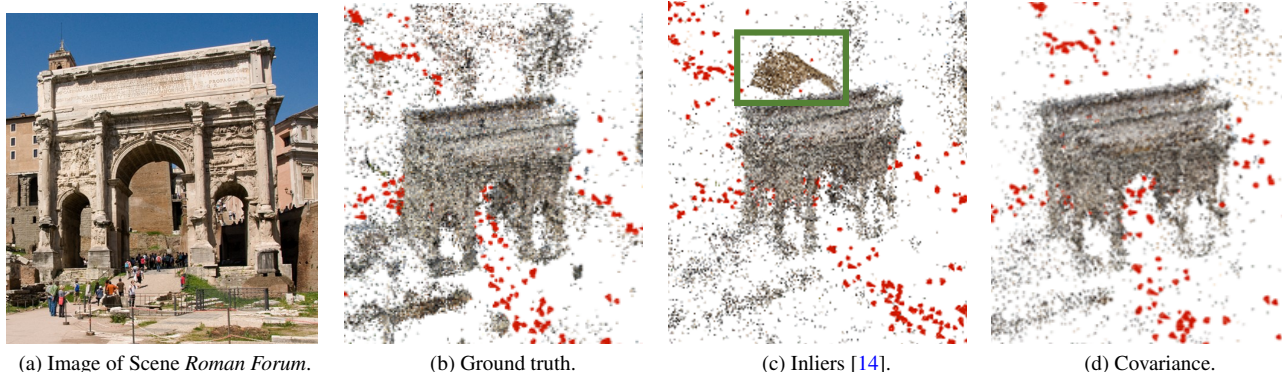 (a) Image of Scene Roman Forum.
(b) Ground truth.
(c) Inliers [14].
(d) Covariance.